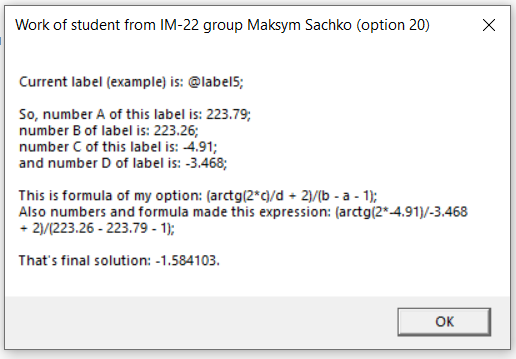 Work of student from IM-22 group Maksym Sachko (option 20)
Current label (example) is: @label5;
So, number A of this label is: 223.79;
number B of label is: 223.26;
number C of this label is: -4.91;
and number D of label is: -3.468;
This is formula of my option: (arctg(2*c)/d + 2)/(b - a - 1);
Also numbers and formula made this expression: (arctg(2*-4.91)/-3.468
+ 2)/(223.26 - 223.79 - 1);
That's final solution: -1.584103.
OK